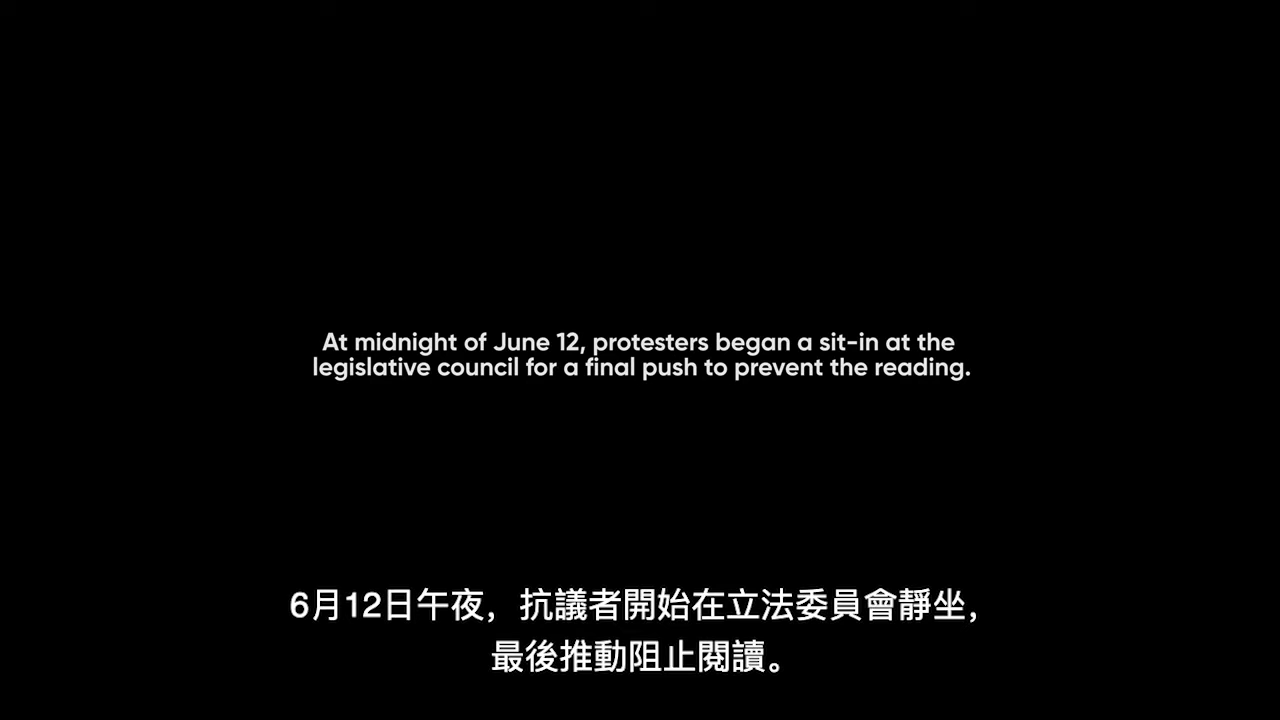 At midnight of June 12, protesters began a sit-in at the
legislative council for a final push to prevent the reading.
6月12日午夜，抗議者開始在立法委員會靜坐，
最後推動阻止閱讀。